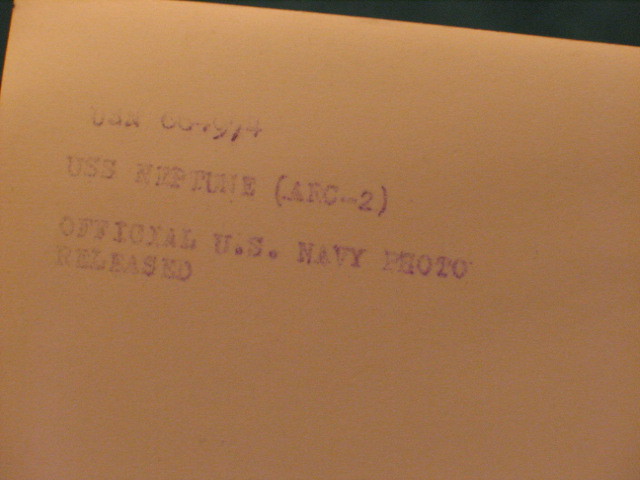 USN
USS NEPTUNE (ARC-2)
OFFICIAL U.S. NAVY PHOTO
RELEASED